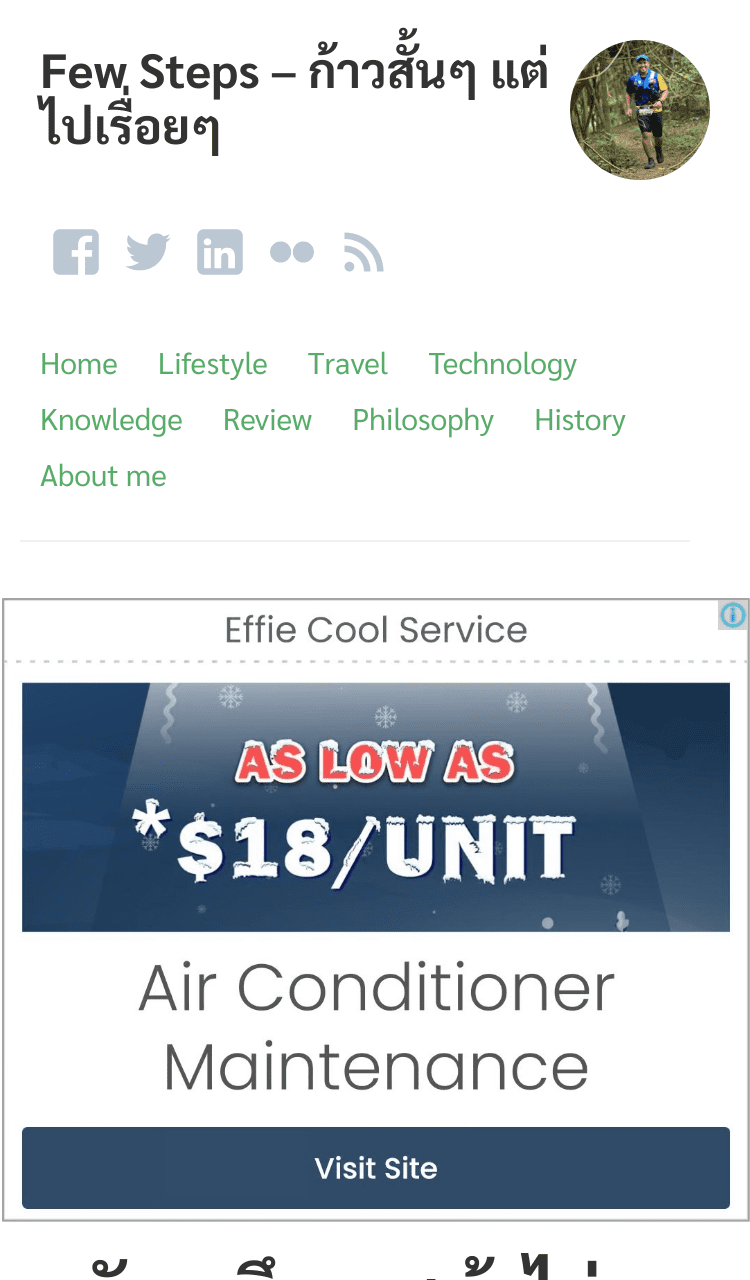 Few Steps – ก้าวสั้นๆ แต่
ไปเรื่อยๆ
Home Lifestyle Travel Technology
Knowledge Review Philosophy History
About me
Effie Cool Service
AS LOW AS
*$18/UNIT
Air Conditioner
Maintenance
Visit Site